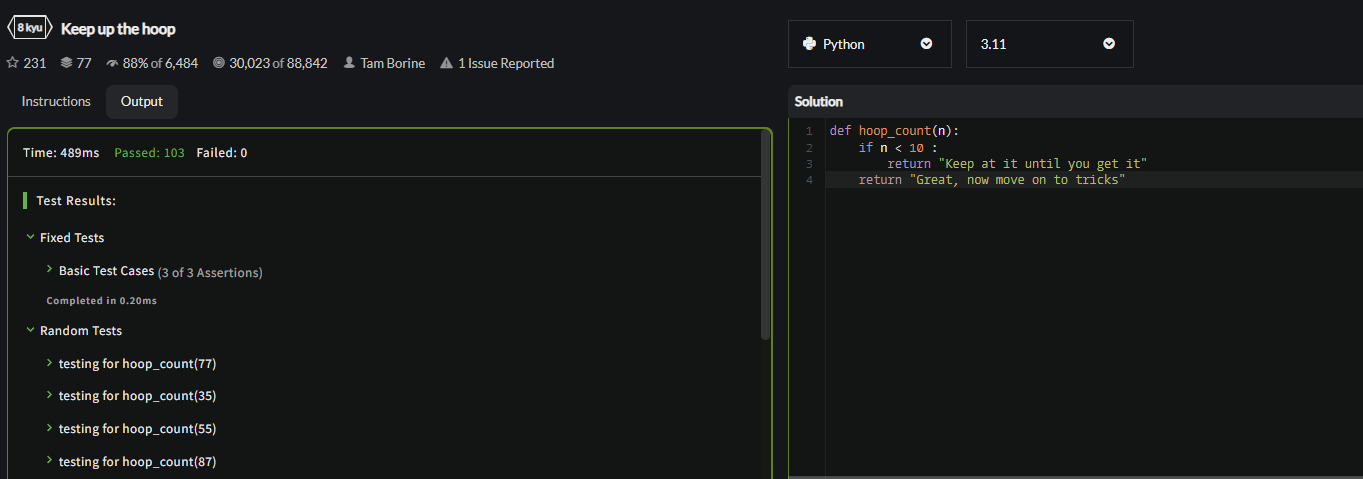 8 kyu Keep up the hoop
231 77 88% of 6,484 30,023 of 88,842 Tam Borine 1 Issue Reported
Instructions Output
Time: 489ms Passed: 103 Failed: 0
Test Results:
Fixed Tests
Basic Test Cases (3 of 3 Assertions)
Completed in 0.20ms
Random Tests
testing for hoop_count(77)
testing for hoop_count(35)
testing for hoop_count(55)
testing for hoop_count(87)
Python 3.11
Solution
1 def hoop_count(n):
2     if n < 10 :
3         return "Keep at it until you get it"
4     return "Great, now move on to tricks"